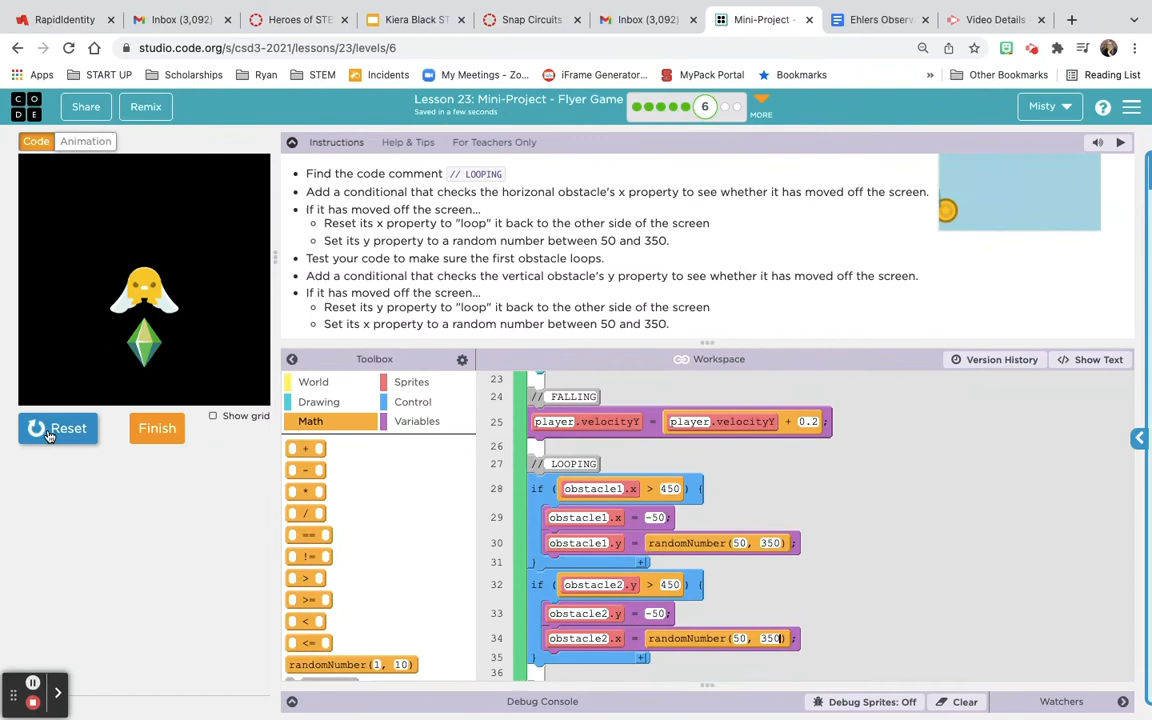 RapidIdentity
Inbox (3,092)
Heroes of STE
Kiera Black ST
Snap Circuits
Inbox (3,092)
Mini-Project -
Ehlers Observ
Video Details
studio.code.org/s/csd3-2021/lessons/23/levels/6
Apps
START UP
Scholarships
Ryan
STEM
Incidents
My Meetings - Zo...
iFrame Generator...
MyPack Portal
Bookmarks
»
Other Bookmarks
Reading List
CO
DE
Share
Remix
Lesson 23: Mini-Project - Flyer Game
Saved in a few seconds
6
MORE
Misty
?
Code
Animation
Instructions
Help & Tips
For Teachers Only
• Find the code comment // LOOPING
• Add a conditional that checks the horizonal obstacle's x property to see whether it has moved off the screen.
• If it has moved off the screen...
Reset its x property to "loop" it back to the other side of the screen
Set its y property to a random number between 50 and 350.
• Test your code to make sure the first obstacle loops.
• Add a conditional that checks the vertical obstacle's y property to see whether it has moved off the screen.
• If it has moved off the screen...
Reset its y property to "loop" it back to the other side of the screen
Set its x property to a random number between 50 and 350.
Reset
Finish
Show grid
Toolbox
Workspace
Version History
</> Show Text
World
Sprites
Drawing
Control
Math
Variables
+
-
*
/
==
!=
>
>=
<
<=
randomNumber(1, 10)
23
24 // FALLING
25 player.velocityY = player.velocityY + 0.2;
26
27 // LOOPING
28 if (obstacle1.x > 450) {
29 obstacle1.x = -50;
30 obstacle1.y = randomNumber(50, 350);
31 }
32 if (obstacle2.y > 450) {
33 obstacle2.y = -50;
34 obstacle2.x = randomNumber(50, 350);
35 }
36
Debug Console
Debug Sprites: Off
Clear
Watchers